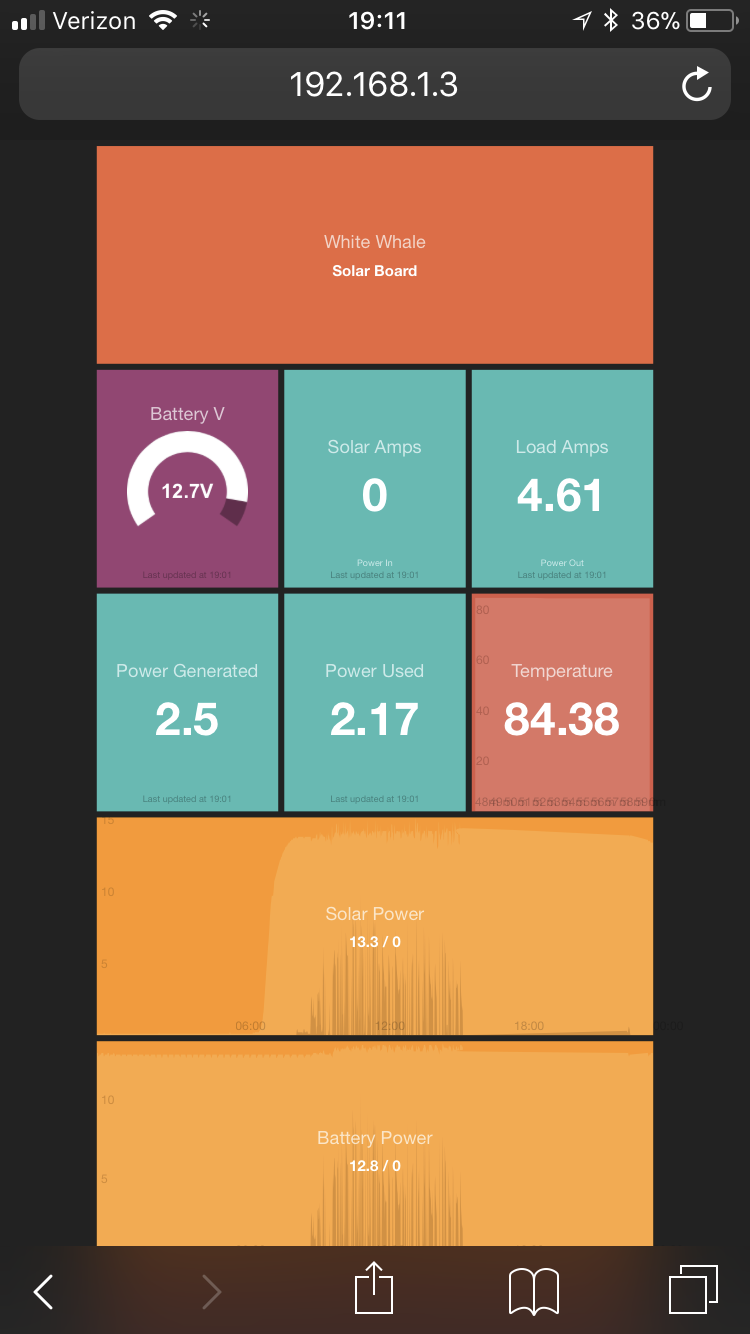 Verizon 19:11 36%
192.168.1.3
White Whale
Solar Board
Battery V
12.7V
Last updated at 19:01
Solar Amps
0
Power In
Last updated at 19:01
Load Amps
4.61
Power Out
Last updated at 19:01
Power Generated
2.5
Last updated at 19:01
Power Used
2.17
Last updated at 19:01
80
60
Temperature
40
84.38
20
15
10
Solar Power
13.3 / 0
5
06:00 12:00 18:00
10
Battery Power
12.8 / 0
5